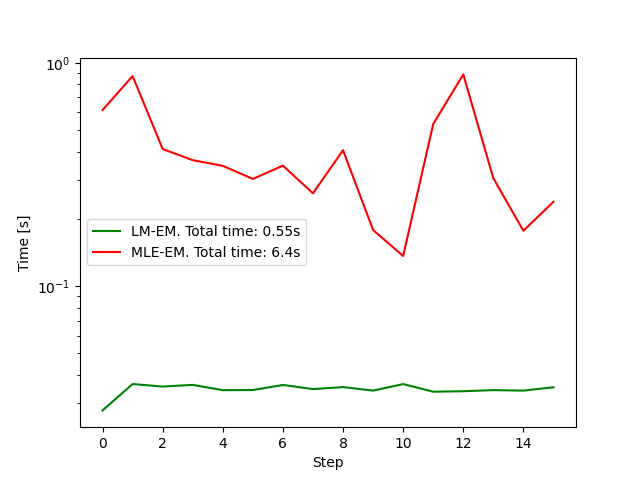 10⁰
Time [s]
LM-EM. Total time: 0.55s
MLE-EM. Total time: 6.4s
10⁻¹
0 2 4 6 8 10 12 14
Step